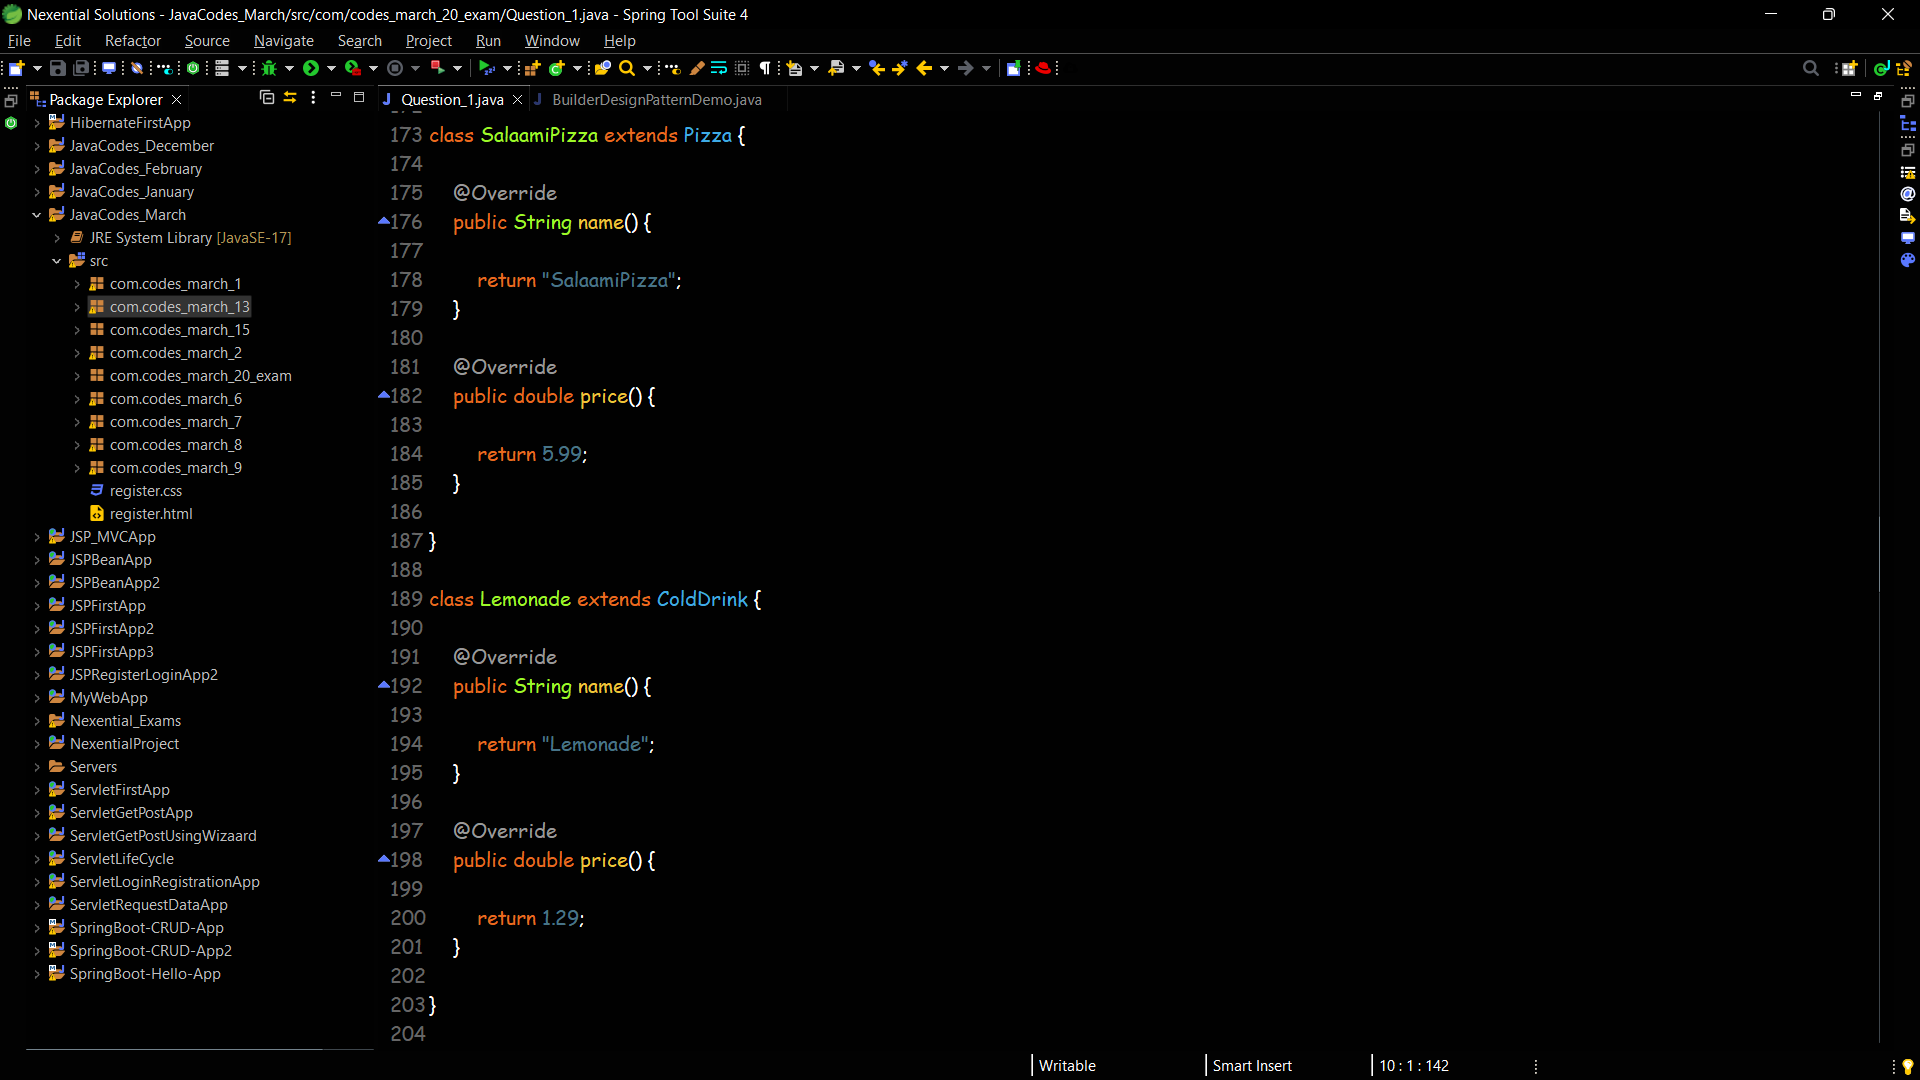 Nexential Solutions - JavaCodes_March/src/com/codes_march_20_exam/Question_1.java - Spring Tool Suite 4
File Edit Refactor Source Navigate Search Project Run Window Help
Package Explorer
HibernateFirstApp
JavaCodes_December
JavaCodes_February
JavaCodes_January
JavaCodes_March
JRE System Library [JavaSE-17]
src
com.codes_march_1
com.codes_march_13
com.codes_march_15
com.codes_march_2
com.codes_march_20_exam
com.codes_march_6
com.codes_march_7
com.codes_march_8
com.codes_march_9
register.css
register.html
JSP_MVCApp
JSPBeanApp
JSPBeanApp2
JSPFirstApp
JSPFirstApp2
JSPFirstApp3
JSPRegisterLoginApp2
MyWebApp
Nexential_Exams
NexentialProject
Servers
ServletFirstApp
ServletGetPostApp
ServletGetPostUsingWizaard
ServletLifeCycle
ServletLoginRegistrationApp
ServletRequestDataApp
SpringBoot-CRUD-App
SpringBoot-CRUD-App2
SpringBoot-Hello-App
Question_1.java BuilderDesignPatternDemo.java
173 class SalaamiPizza extends Pizza {
174
175 @Override
176 public String name() {
177
178 return "SalaamiPizza";
179 }
180
181 @Override
182 public double price() {
183
184 return 5.99;
185 }
186
187 }
188
189 class Lemonade extends ColdDrink {
190
191 @Override
192 public String name() {
193
194 return "Lemonade";
195 }
196
197 @Override
198 public double price() {
199
200 return 1.29;
201 }
202
203 }
204
Writable Smart Insert 10 : 1 : 142